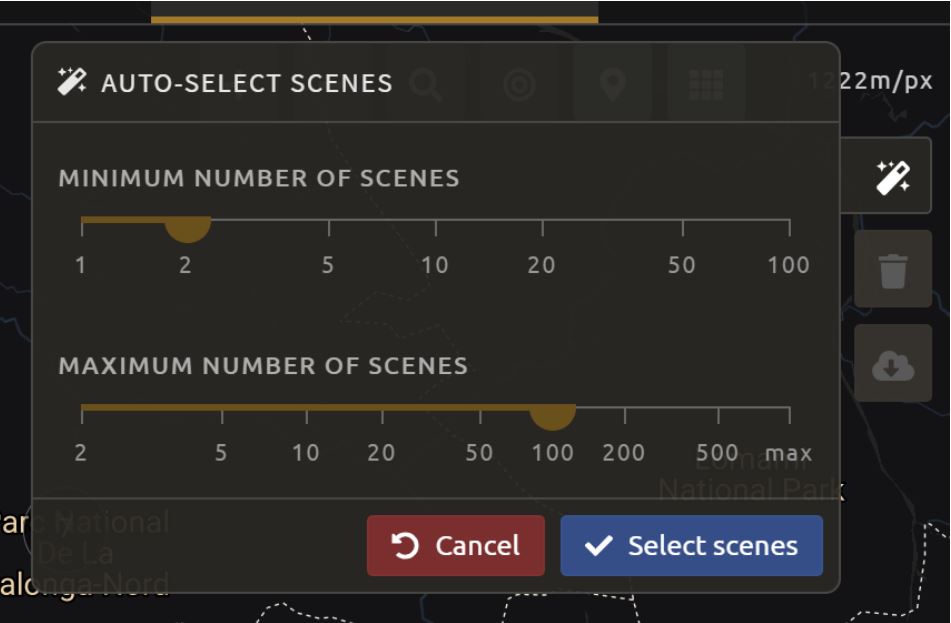 AUTO-SELECT SCENES
1222m/px
MINIMUM NUMBER OF SCENES
1 2 5 10 20 50 100
MAXIMUM NUMBER OF SCENES
2 5 10 20 50 100 200 500 max
Lomami
National Park
Parc National
De La
alonga-Nord
Cancel
Select scenes